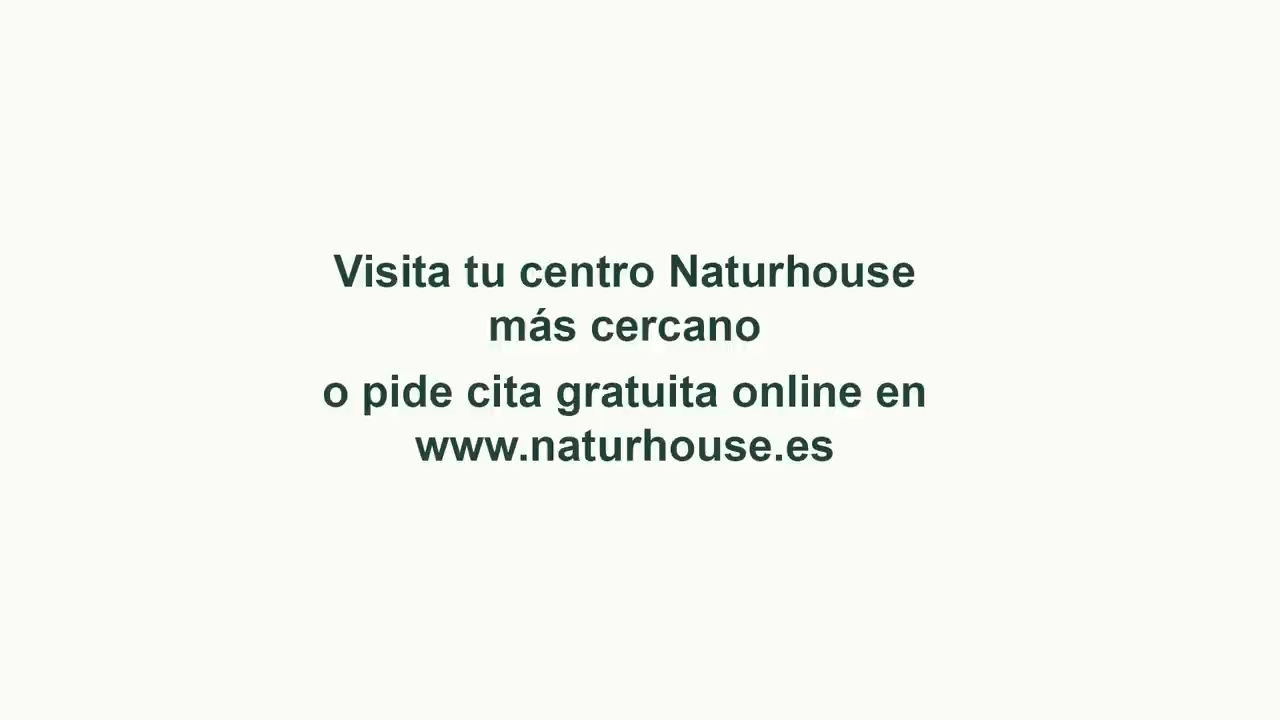 Visita tu centro Naturhouse
más cercano
o pide cita gratuita online en
www.naturhouse.es